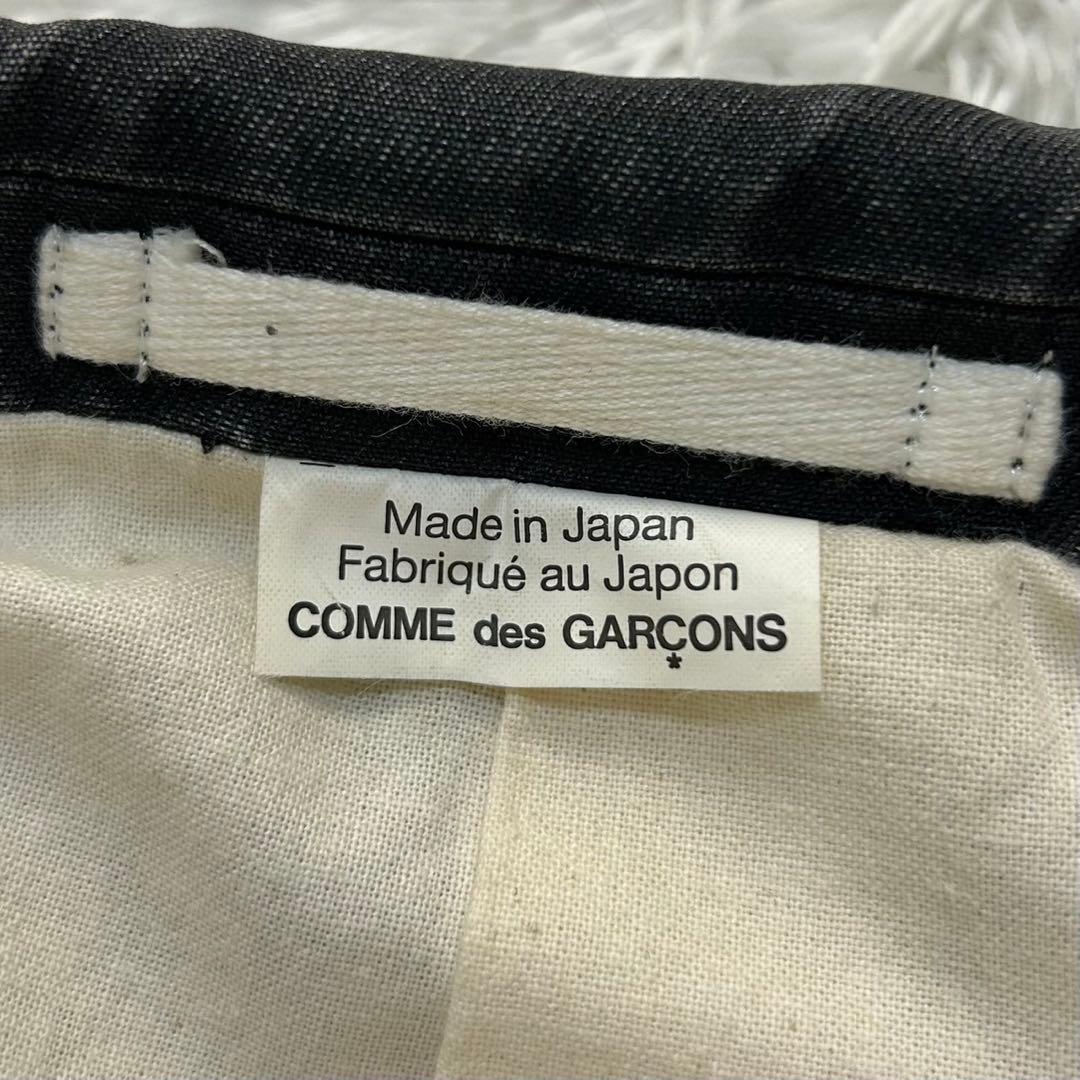 Made in Japan
Fabriqué au Japon
COMME des GARÇONS
*